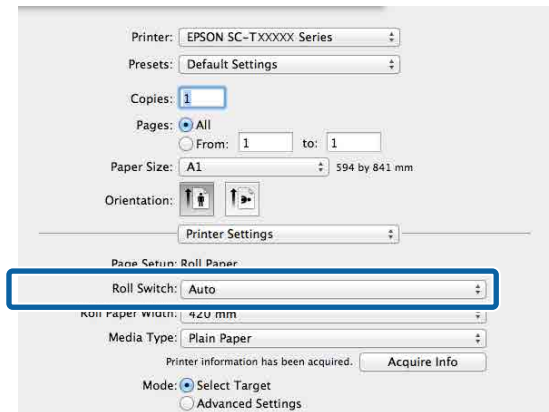 Printer: EPSON SC-TXXXXX Series
Presets: Default Settings
Copies: 1
Pages: All
From: 1 to: 1
Paper Size: A1 594 by 841 mm
Orientation:
Printer Settings
Page Setup: Roll Paper
Roll Switch: Auto
Roll Paper Width: 420 mm
Media Type: Plain Paper
Printer information has been acquired. Acquire Info
Mode: Select Target
Advanced Settings